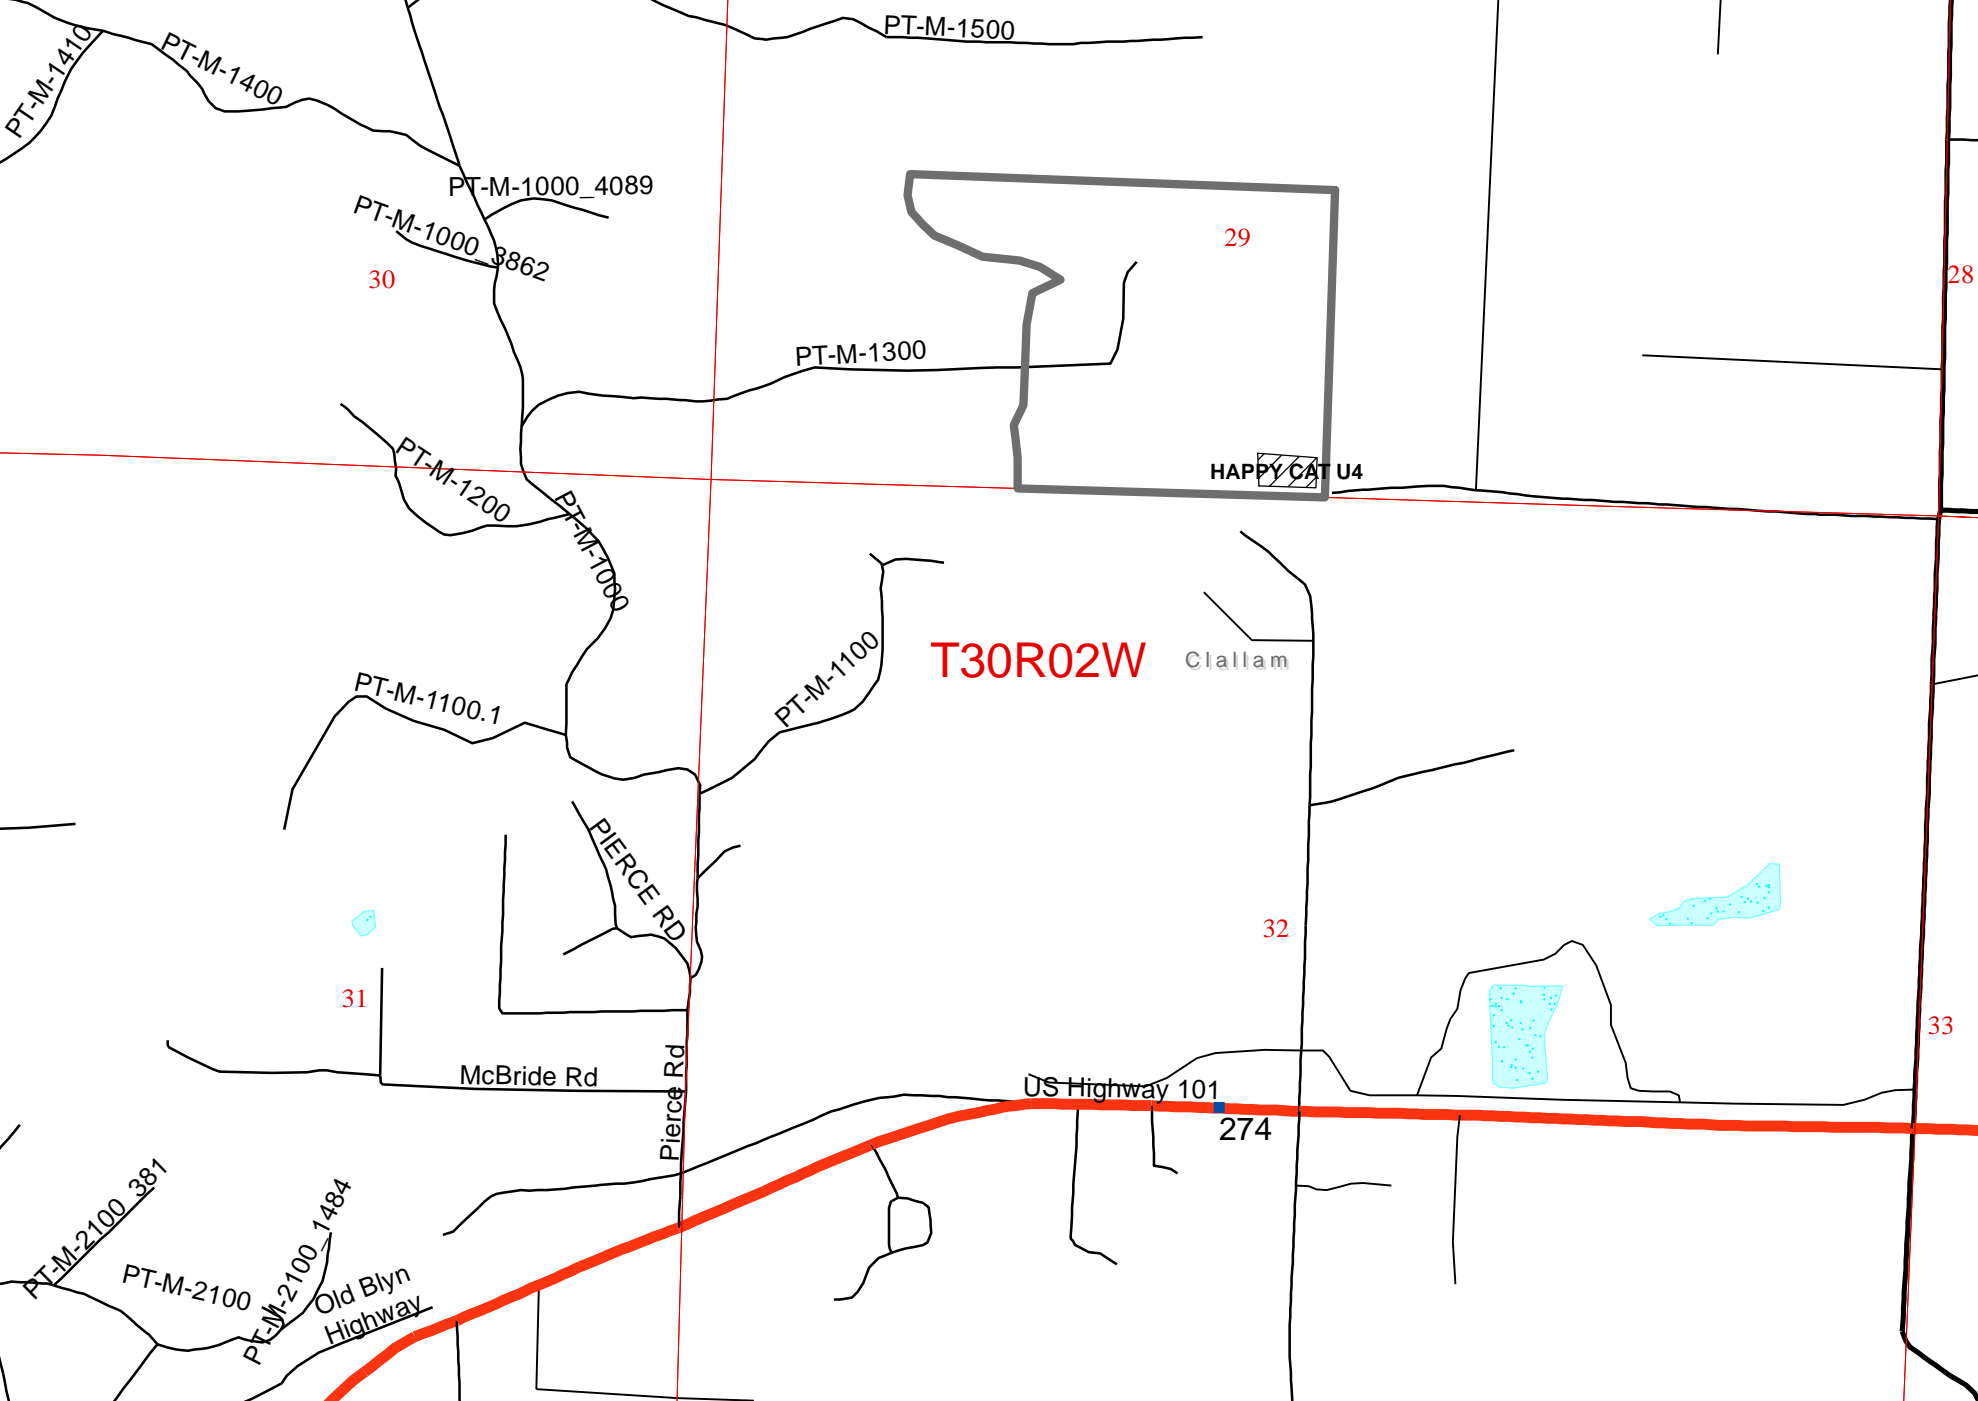 PT-M-1500
PT-M-1410
PT-M-1400
PT-M-1000_4089
PT-M-1000_3862
29
30
28
PT-M-1300
PT-M-1200
HAPPY CAT U4
PT-M-1000
T30R02W
Clallam
PT-M-1100
PT-M-1100.1
PIERCE RD
32
31
33
McBride Rd
Pierce Rd
US Highway 101
274
PT-M-2100_381
PT-M-2100
PT-M-2100_1484
Old Blyn
Highway